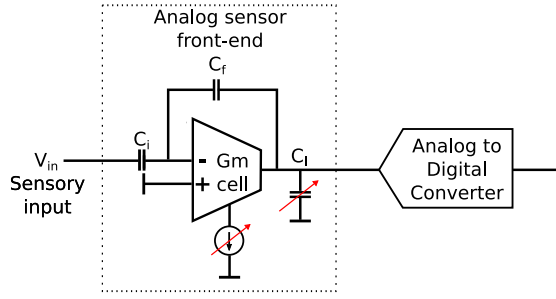 Analog sensor
front-end
Cf
Ci
Vin
Sensory
input
- Gm
+ cell
Cl
Analog to
Digital
Converter